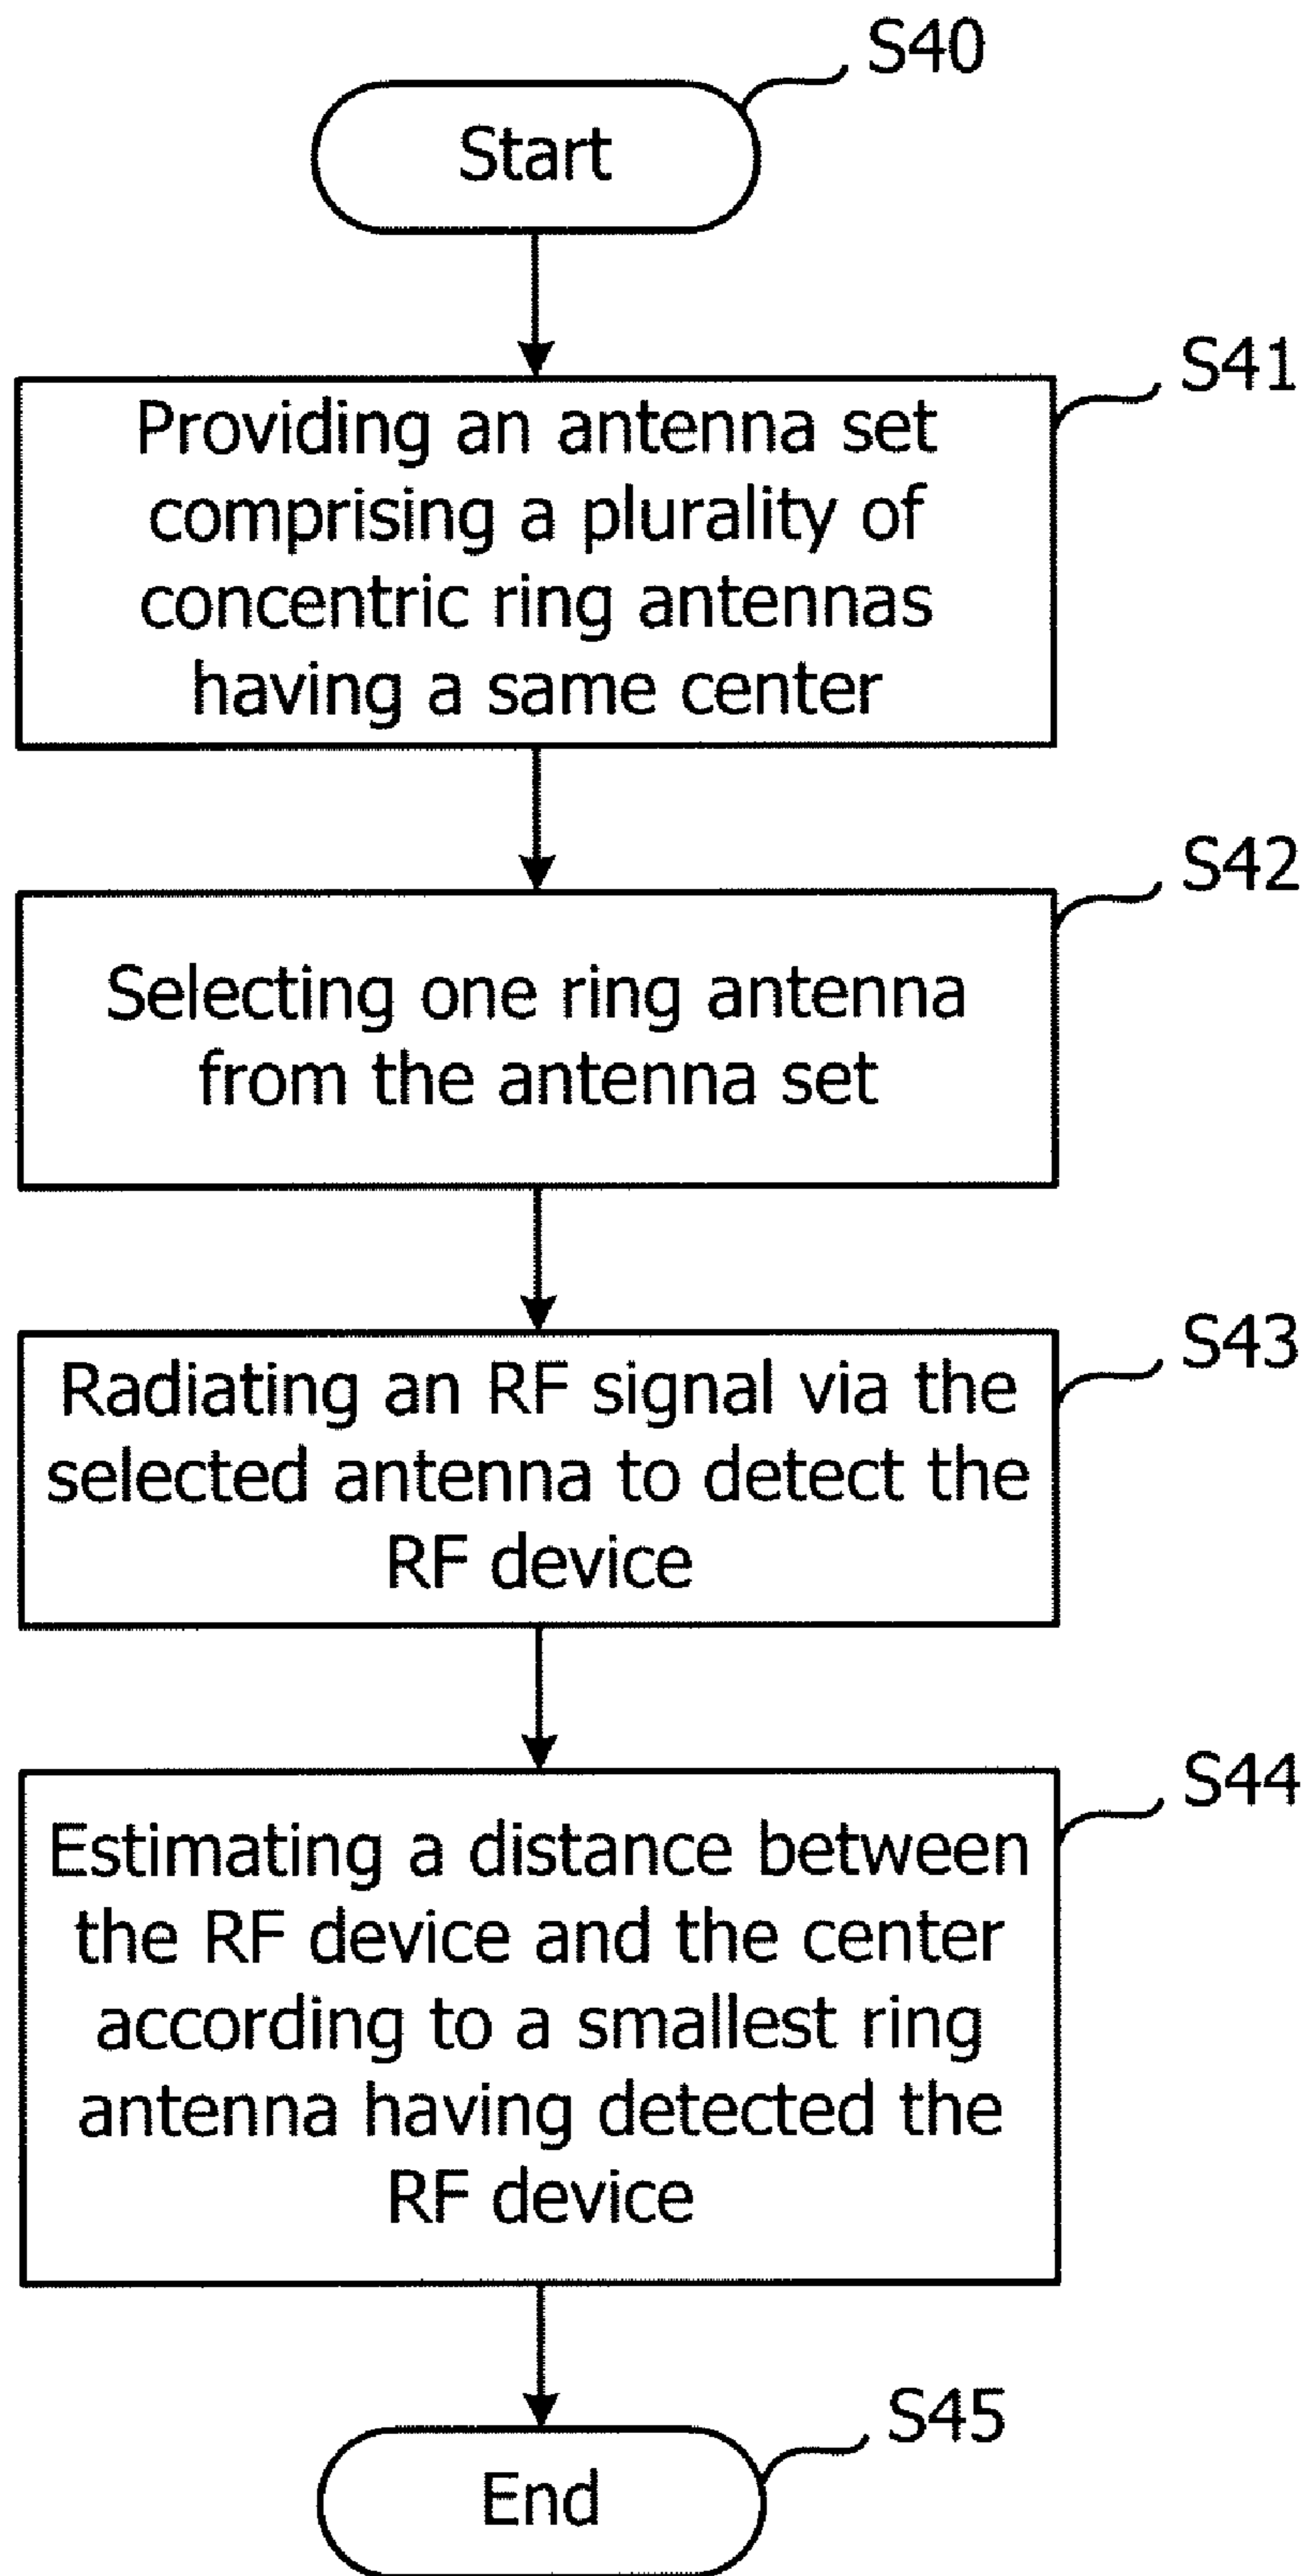 S40
Start
S41
Providing an antenna set
comprising a plurality of
concentric ring antennas
having a same center
S42
Selecting one ring antenna
from the antenna set
S43
Radiating an RF signal via the
selected antenna to detect the
RF device
S44
Estimating a distance between
the RF device and the center
according to a smallest ring
antenna having detected the
RF device
S45
End